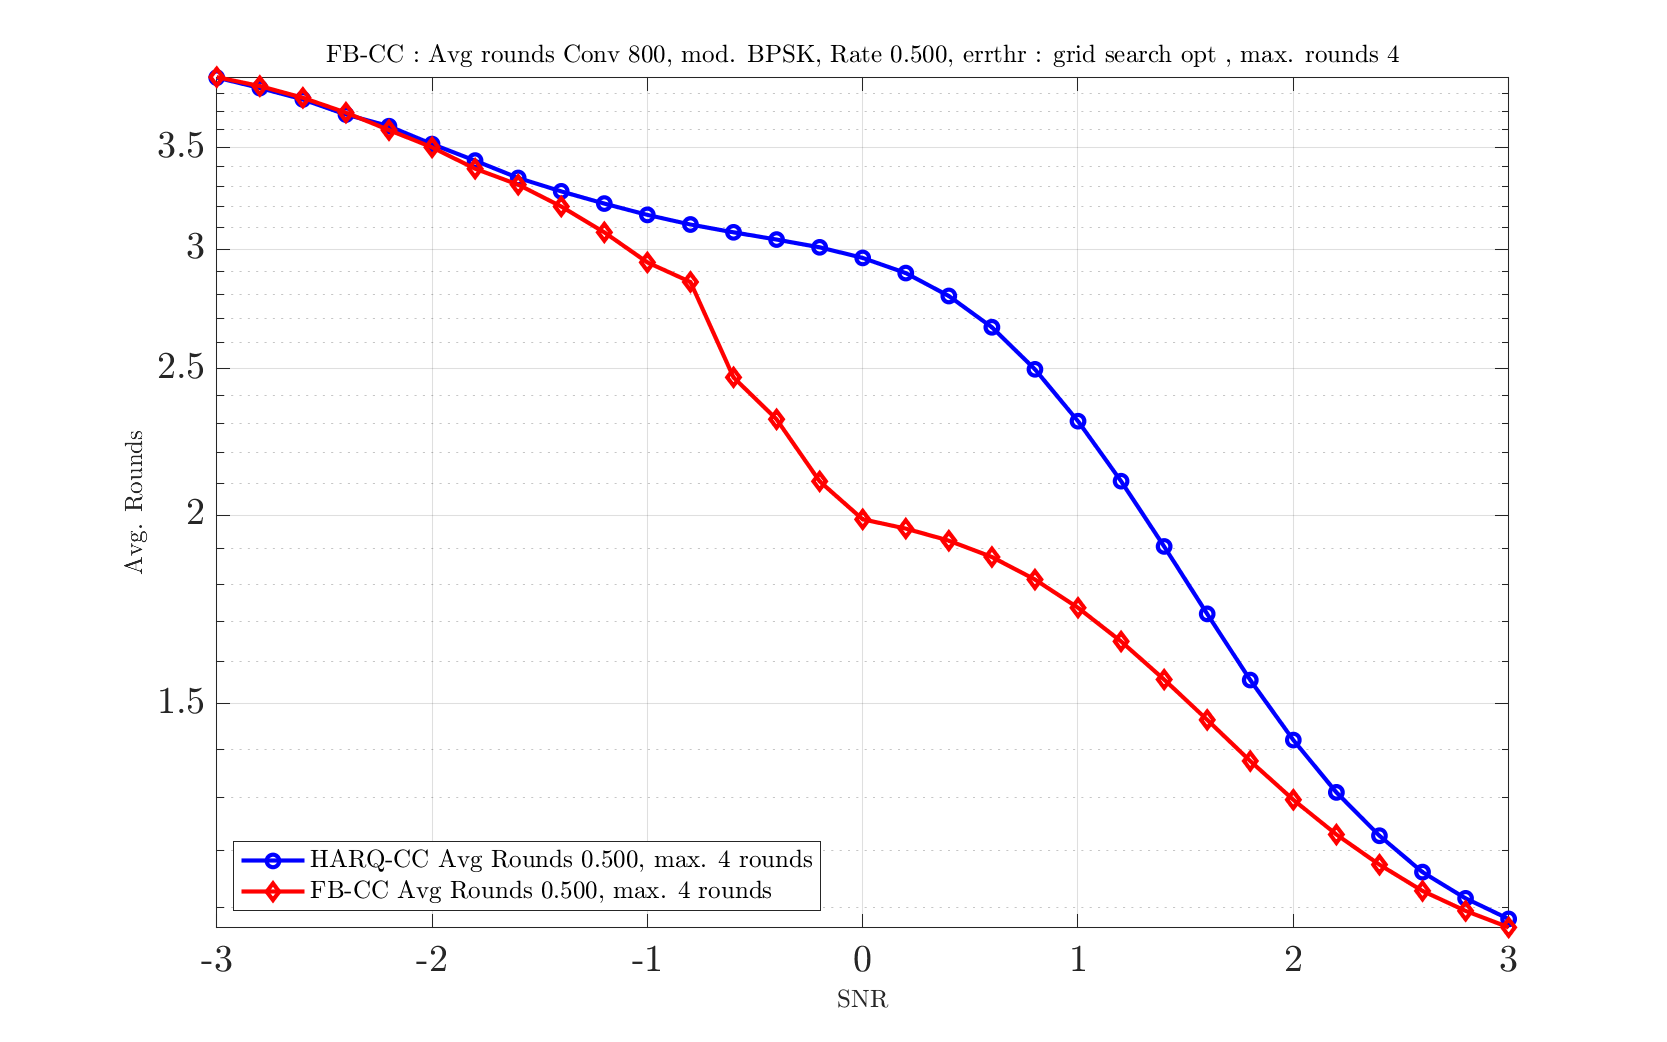 FB-CC : Avg rounds Conv 800, mod. BPSK, Rate 0.500, errthr : grid search opt , max. rounds 4
3.5
3
2.5
2
1.5
Avg. Rounds
HARQ-CC Avg Rounds 0.500, max. 4 rounds
FB-CC Avg Rounds 0.500, max. 4 rounds
-3 -2 -1 0 1 2 3
SNR